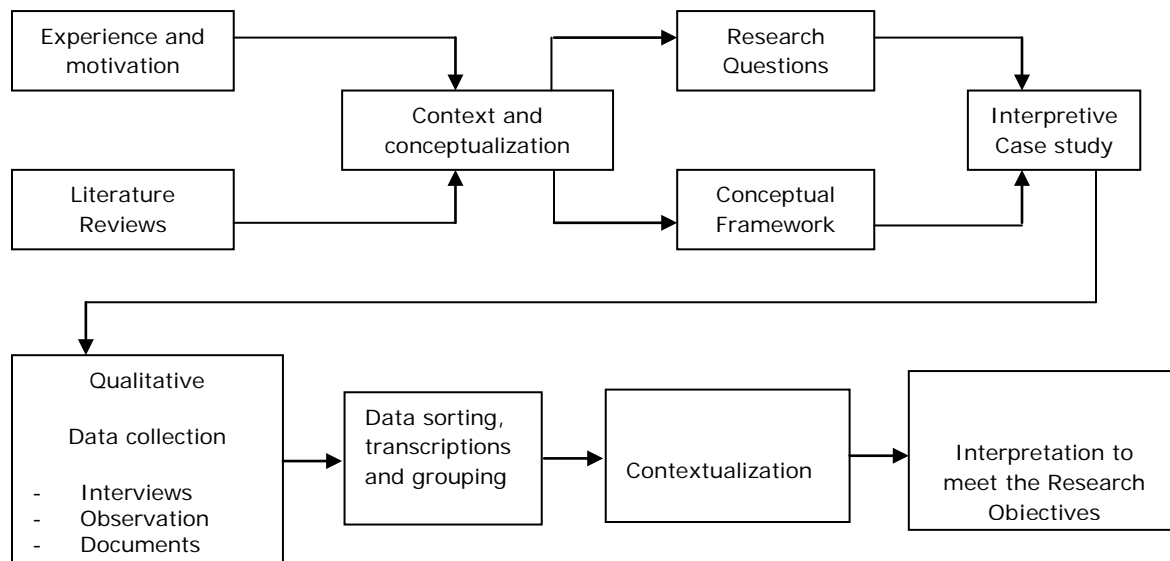 Experience and
motivation
Research
Questions
Context and
conceptualization
Interpretive
Case study
Literature
Reviews
Conceptual
Framework
Qualitative
Data collection
- Interviews
- Observation
- Documents
Data sorting,
transcriptions
and grouping
Contextualization
Interpretation to
meet the Research
Obiectives